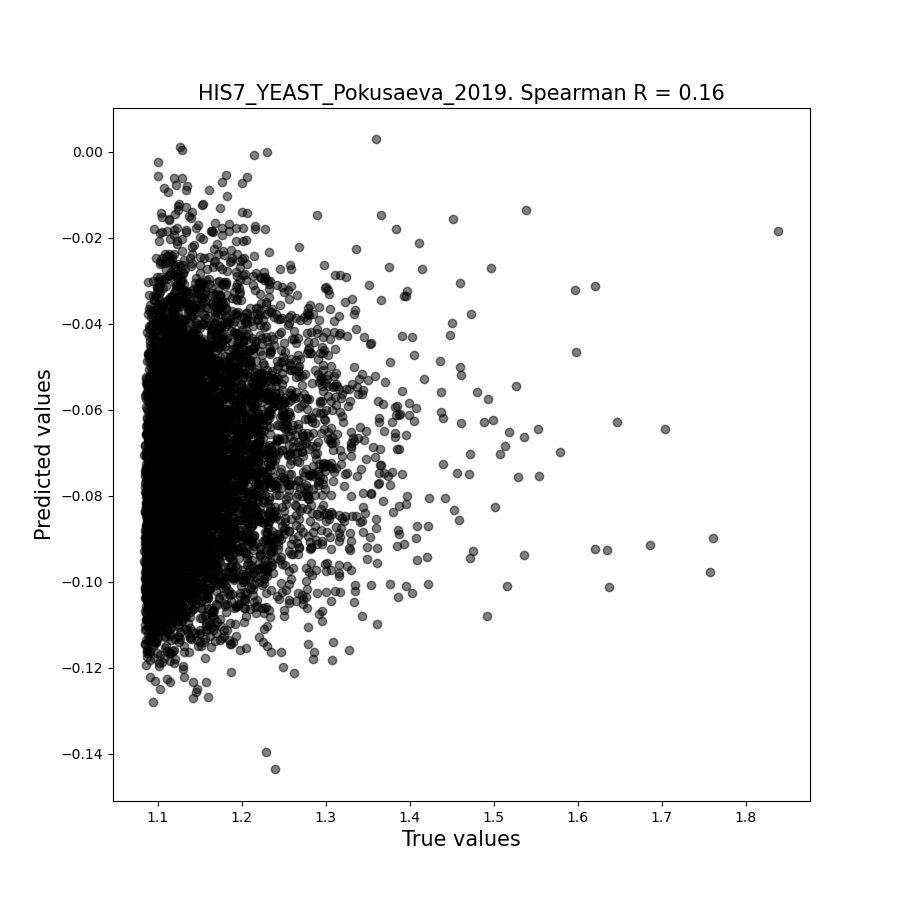 HIS7_YEAST_Pokusaeva_2019. Spearman R = 0.16
0.00
−0.02
−0.04
−0.06
−0.08
−0.10
−0.12
−0.14
Predicted values
1.1 1.2 1.3 1.4 1.5 1.6 1.7 1.8
True values